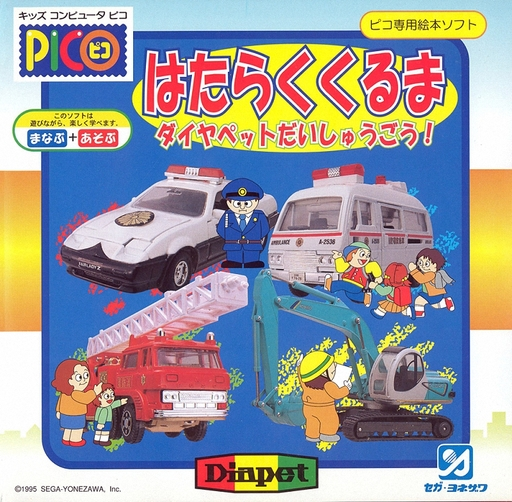 キッズ コンピュータ ピコ
PICO
ピコ
ピコ専用絵本ソフト
はたらくくるま
ダイヤペットだいしゅうごう!
このソフトは
遊びながら、楽しく学べます。
まなぶ+あそぶ
FAIRLADY Z
AMBULANCE
A-2536
Diapet
セガ・ヨネザワ
©1995 SEGA-YONEZAWA, Inc.